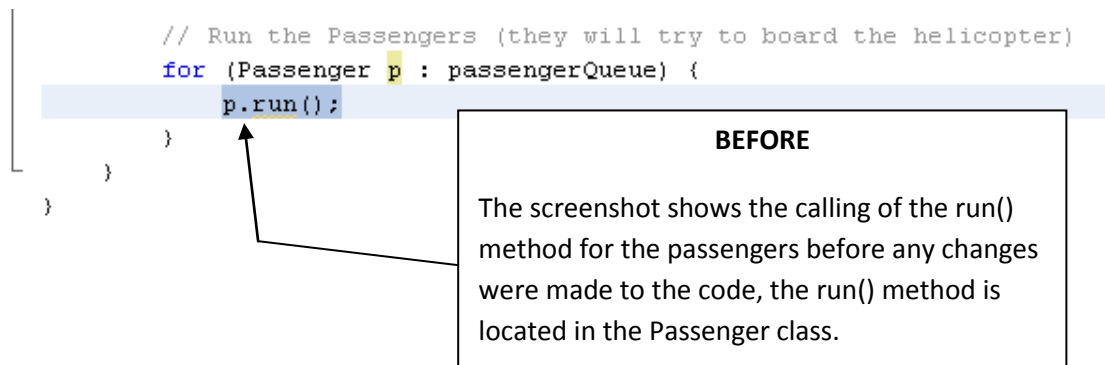 // Run the Passengers (they will try to board the helicopter)
for (Passenger p : passengerQueue) {
p.run();
}
}
}
BEFORE
The screenshot shows the calling of the run()
method for the passengers before any changes
were made to the code, the run() method is
located in the Passenger class.